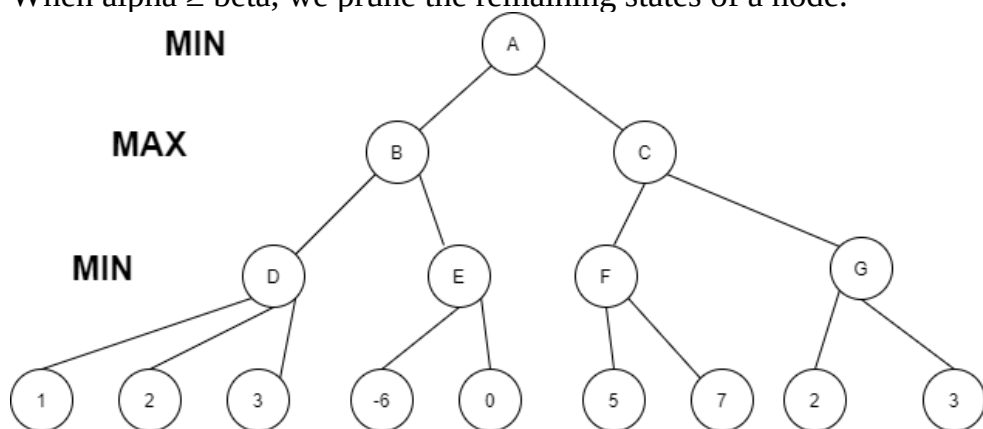 When alpha ≥ beta, we prune the remaining states of a node.
MIN
A
MAX
B
C
MIN
D
E
F
G
1
2
3
-6
0
5
7
2
3